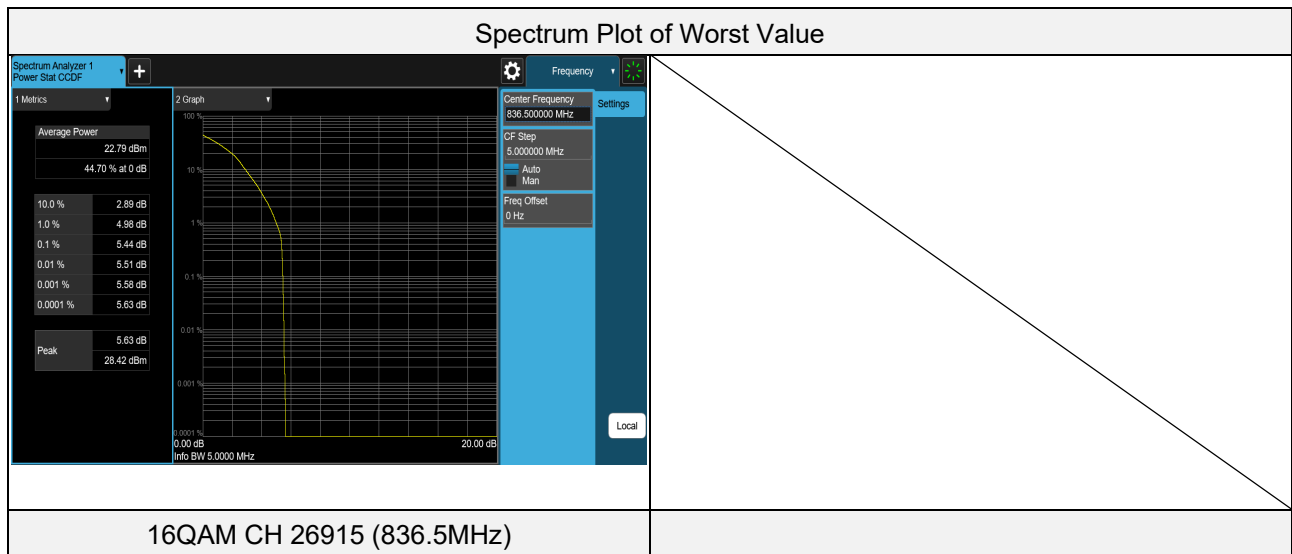 Spectrum Plot of Worst Value
Spectrum Analyzer 1
Power Stat CCDF
+
Frequency
1 Metrics
2 Graph
Average Power
22.79 dBm
44.70 % at 0 dB
10.0 % 2.89 dB
1.0 % 4.98 dB
0.1 % 5.44 dB
0.01 % 5.51 dB
0.001 % 5.58 dB
0.0001 % 5.63 dB
Peak 5.63 dB
28.42 dBm
100 %
10 %
1 %
0.1 %
0.01 %
0.001 %
0.0001 %
0.00 dB 20.00 dB
Info BW 5.0000 MHz
Center Frequency
836.500000 MHz
Settings
CF Step
5.000000 MHz
Auto
Man
Freq Offset
0 Hz
Local
16QAM CH 26915 (836.5MHz)